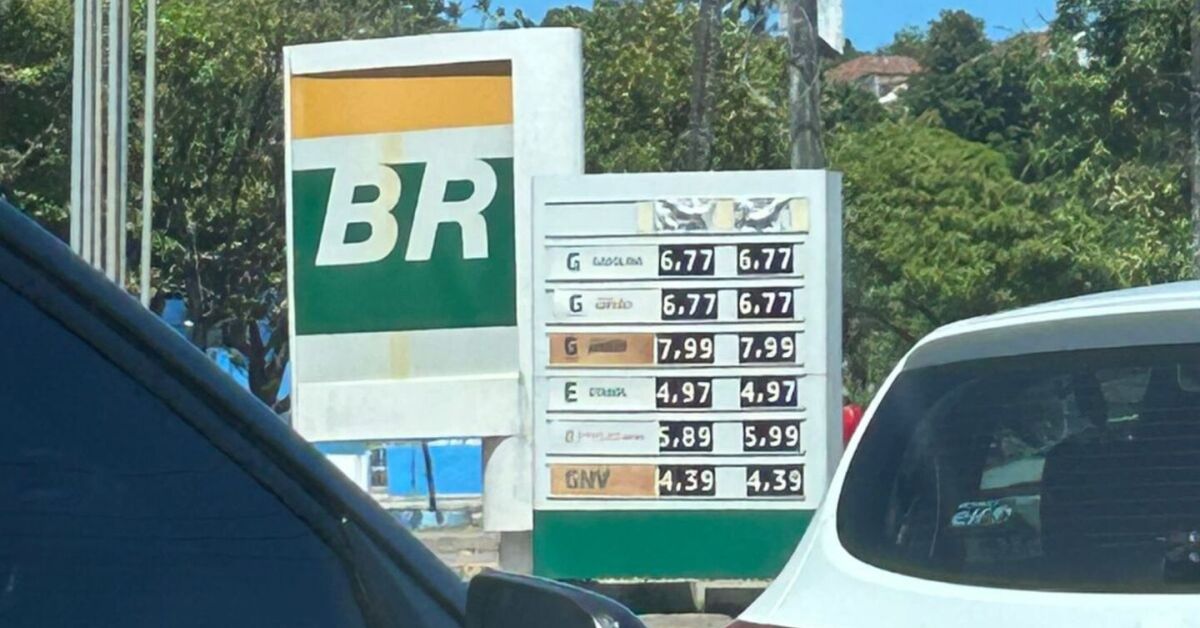 BR
G GASOLINA 6,77 6,77
G GRID 6,77 6,77
G 7,99 7,99
E ETANOL 4,97 4,97
5,89 5,99
GNV 4,39 4,39